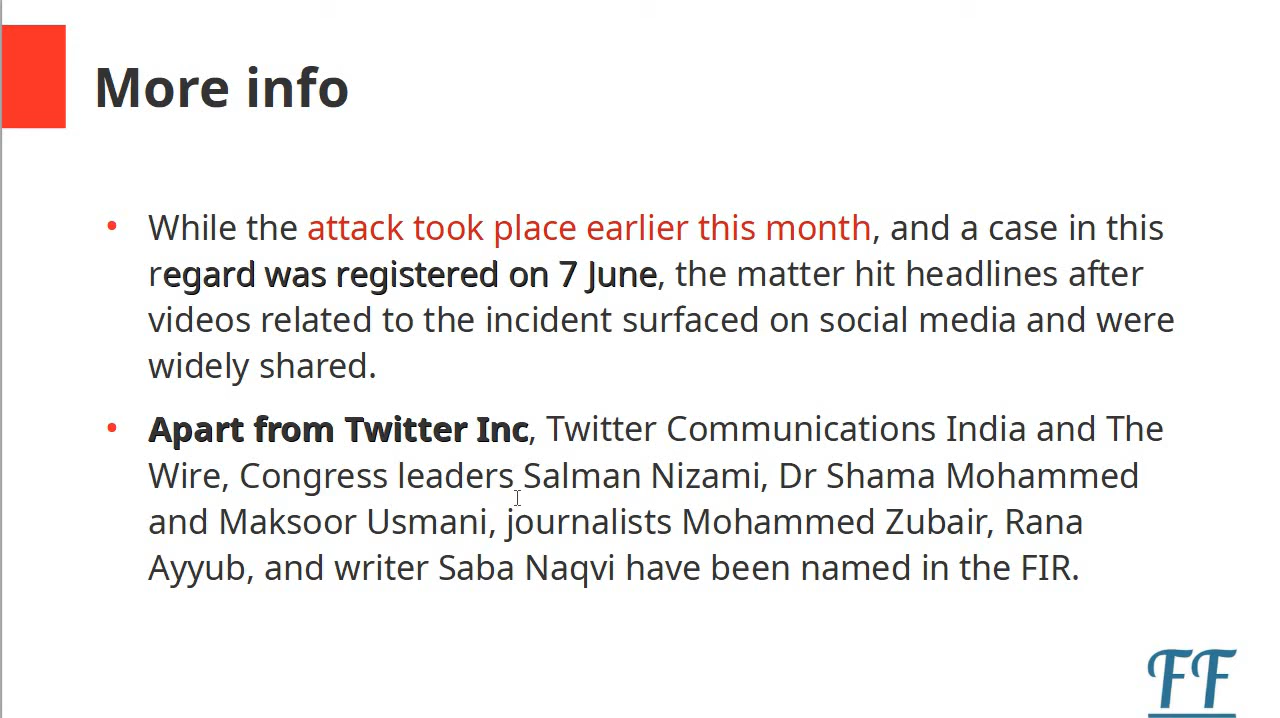 More info
• While the attack took place earlier this month, and a case in this
regard was registered on 7 June, the matter hit headlines after
videos related to the incident surfaced on social media and were
widely shared.
• Apart from Twitter Inc, Twitter Communications India and The
Wire, Congress leaders Salman Nizami, Dr Shama Mohammed
and Maksoor Usmani, journalists Mohammed Zubair, Rana
Ayyub, and writer Saba Naqvi have been named in the FIR.
FF